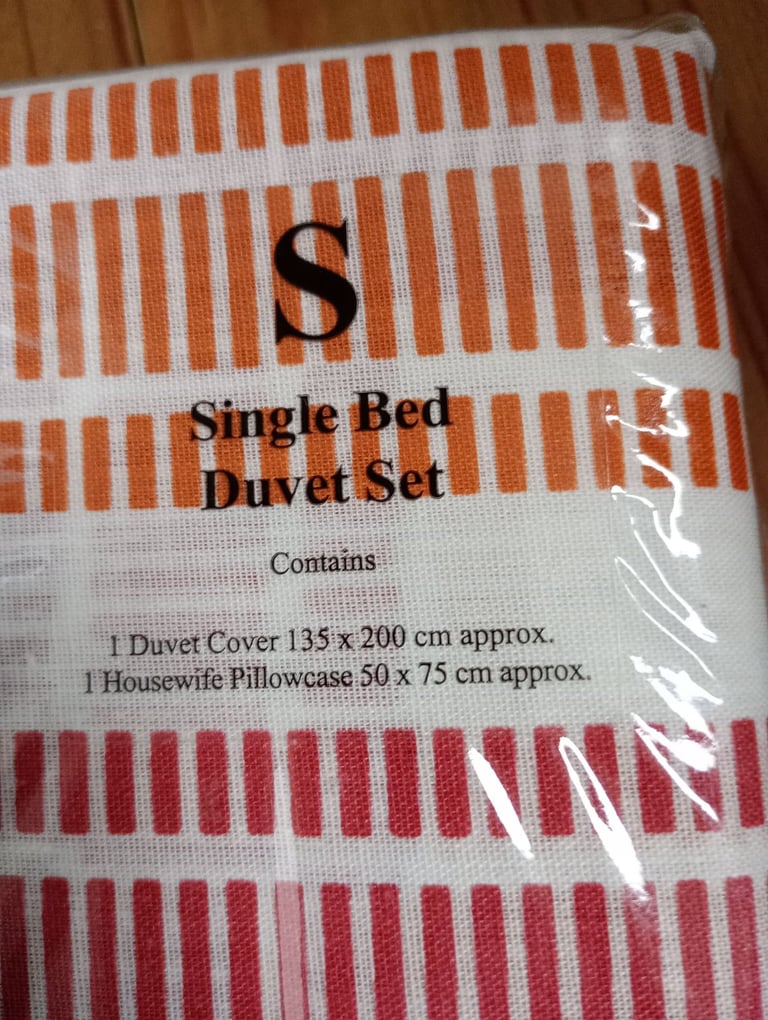 S
Single Bed
Duvet Set
Contains
1 Duvet Cover 135 x 200 cm approx.
1 Housewife Pillowcase 50 x 75 cm approx.